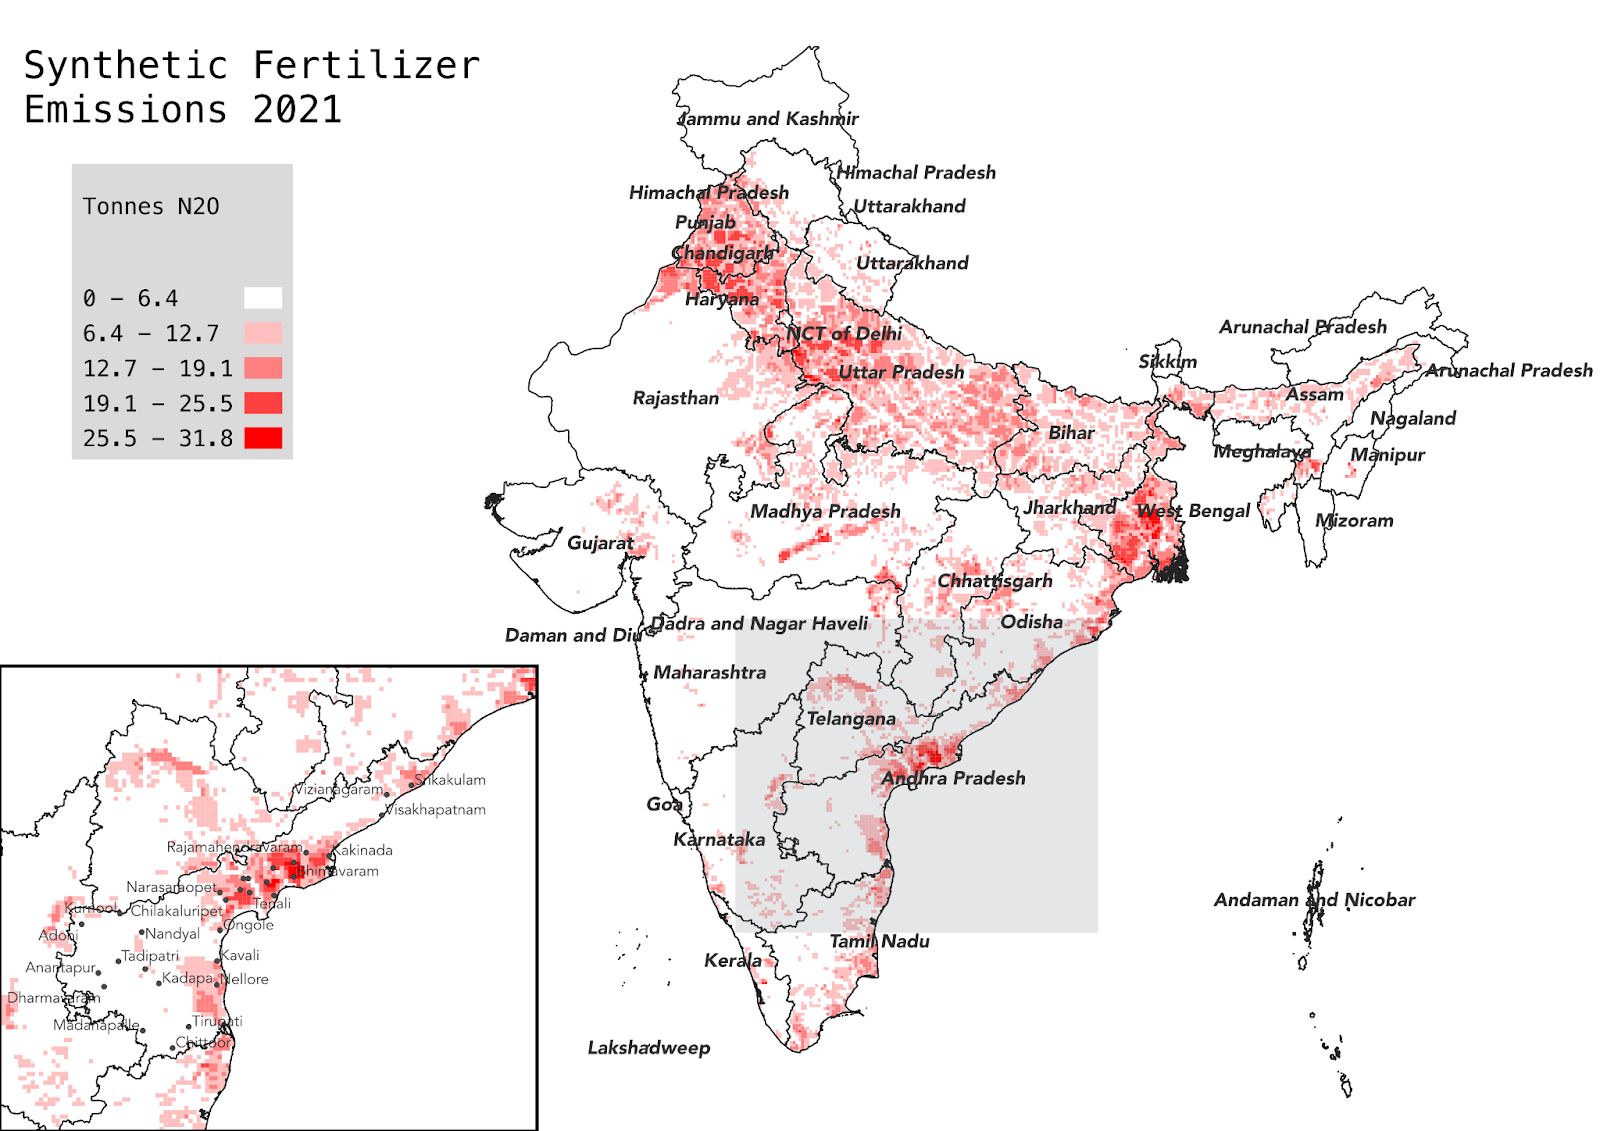 Synthetic Fertilizer
Emissions 2021
Tonnes N2O
0 – 6.4
6.4 – 12.7
12.7 – 19.1
19.1 – 25.5
25.5 – 31.8
Jammu and Kashmir
Himachal Pradesh
Himachal Pradesh
Uttarakhand
Punjab
Chandigarh
Uttarakhand
Haryana
NCT of Delhi
Arunachal Pradesh
Sikkim
Uttar Pradesh
Arunachal Pradesh
Rajasthan
Assam
Nagaland
Bihar
Meghalaya
Manipur
Madhya Pradesh
Jharkhand
West Bengal
Mizoram
Gujarat
Chhattisgarh
Dadra and Nagar Haveli
Odisha
Daman and Diu
Maharashtra
Telangana
Andhra Pradesh
Goa
Karnataka
Andaman and Nicobar
Tamil Nadu
Kerala
Lakshadweep
Srikakulam
Vizianagaram
Visakhapatnam
Rajamahendravaram
Kakinada
Bhimavaram
Narasaraopet
Tenali
Kurnool
Chilakaluripet
Ongole
Adoni
Nandyal
Tadipatri
Kavali
Anantapur
Kadapa
Nellore
Dharmavaram
Madanapalle
Tirupati
Chittoor